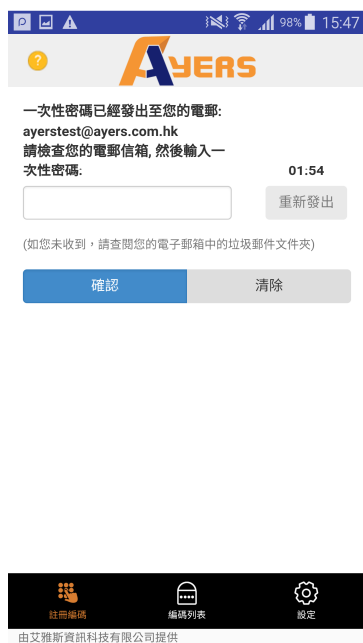 98% 15:47
AYERS
一次性密碼已經發出至您的電郵:
ayerstest@ayers.com.hk
請檢查您的電郵信箱, 然後輸入一
次性密碼:
01:54
重新發出
(如您未收到，請查閱您的電子郵箱中的垃圾郵件文件夾)
確認 清除
註冊編碼 編碼列表 設定
由艾雅斯資訊科技有限公司提供